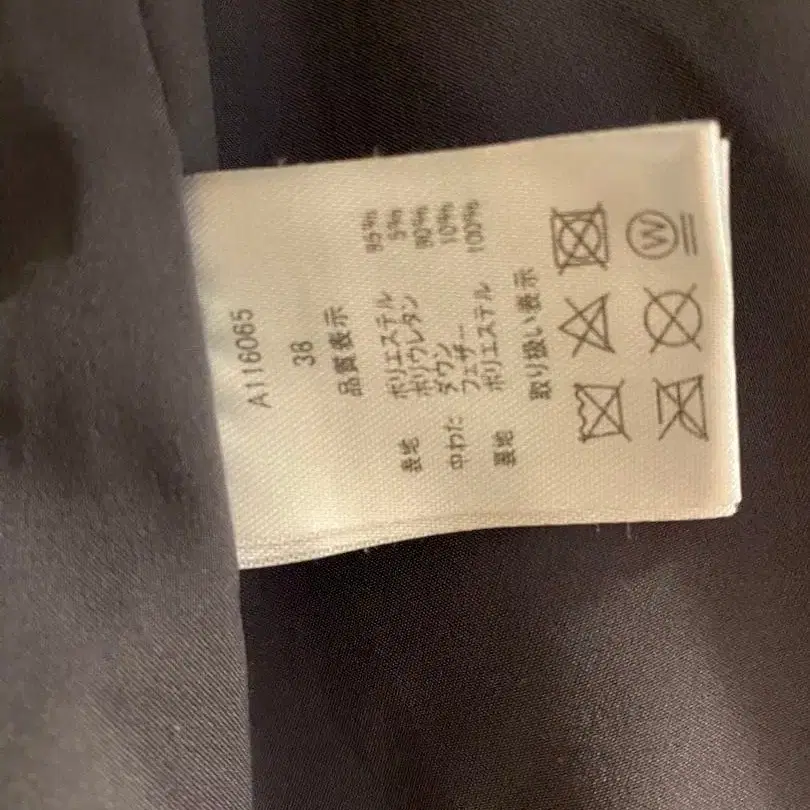 A116065
38
品質表示
表地 ポリエステル 95%
ポリウレタン 5%
中わた ダウン 90%
フェザー 10%
裏地 ポリエステル 100%
取り扱い表示
W